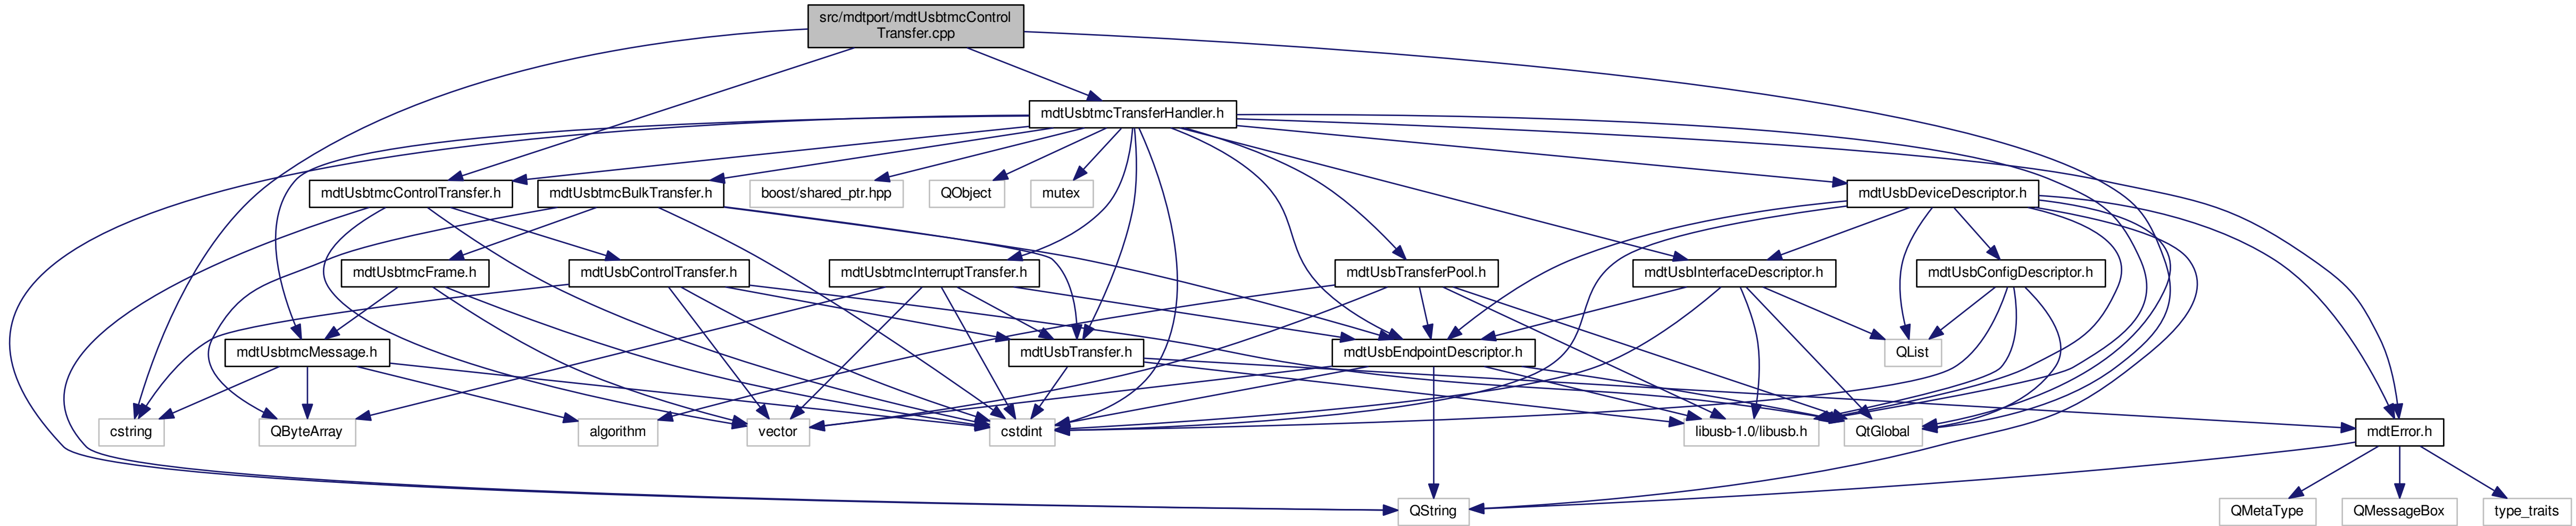 src/mdtport/mdtUsbtmcControl
Transfer.cpp
mdtUsbtmcTransferHandler.h
mdtUsbtmcControlTransfer.h
mdtUsbtmcBulkTransfer.h
boost/shared_ptr.hpp
QObject
mutex
mdtUsbDeviceDescriptor.h
mdtUsbtmcFrame.h
mdtUsbControlTransfer.h
mdtUsbtmcInterruptTransfer.h
mdtUsbTransferPool.h
mdtUsbInterfaceDescriptor.h
mdtUsbConfigDescriptor.h
mdtUsbtmcMessage.h
mdtUsbTransfer.h
mdtUsbEndpointDescriptor.h
QList
cstring
QByteArray
algorithm
vector
cstdint
libusb-1.0/libusb.h
QtGlobal
mdtError.h
QString
QMetaType
QMessageBox
type_traits